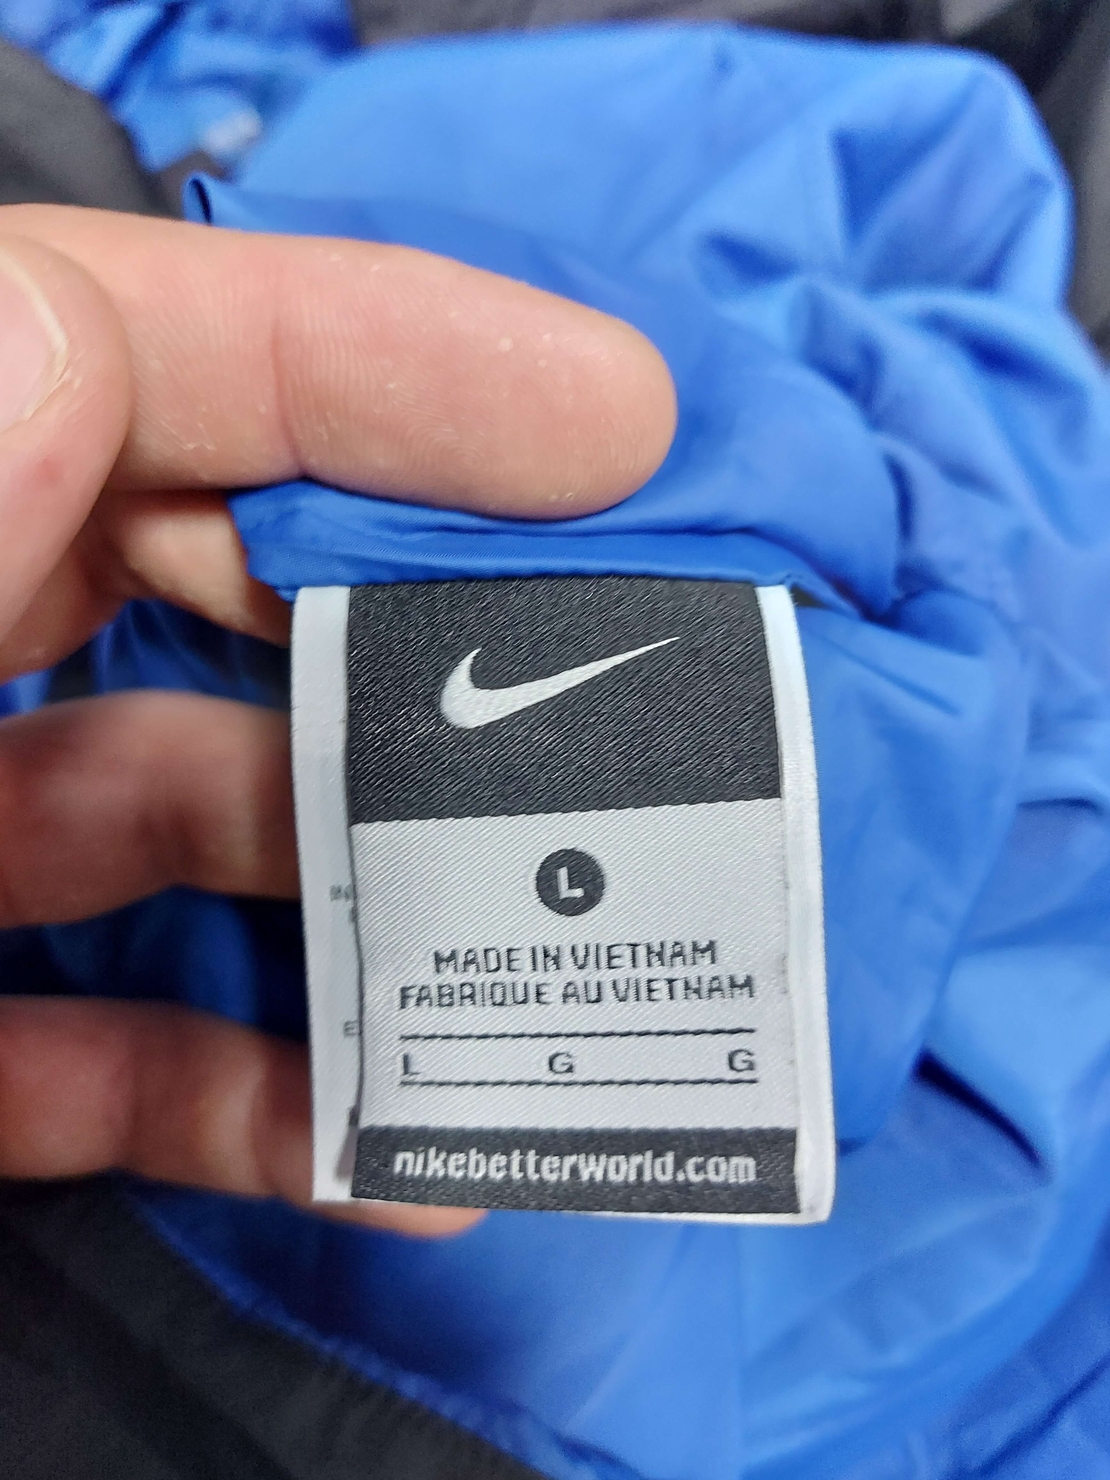 L
MADE IN VIETNAM
FABRIQUE AU VIETNAM
L G G
nikebetterworld.com